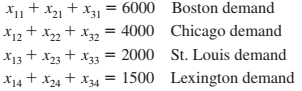 x₁₁ + x₂₁ + x₃₁ = 6000 Boston demand
x₁₂ + x₂₂ + x₃₂ = 4000 Chicago demand
x₁₃ + x₂₃ + x₃₃ = 2000 St. Louis demand
x₁₄ + x₂₄ + x₃₄ = 1500 Lexington demand